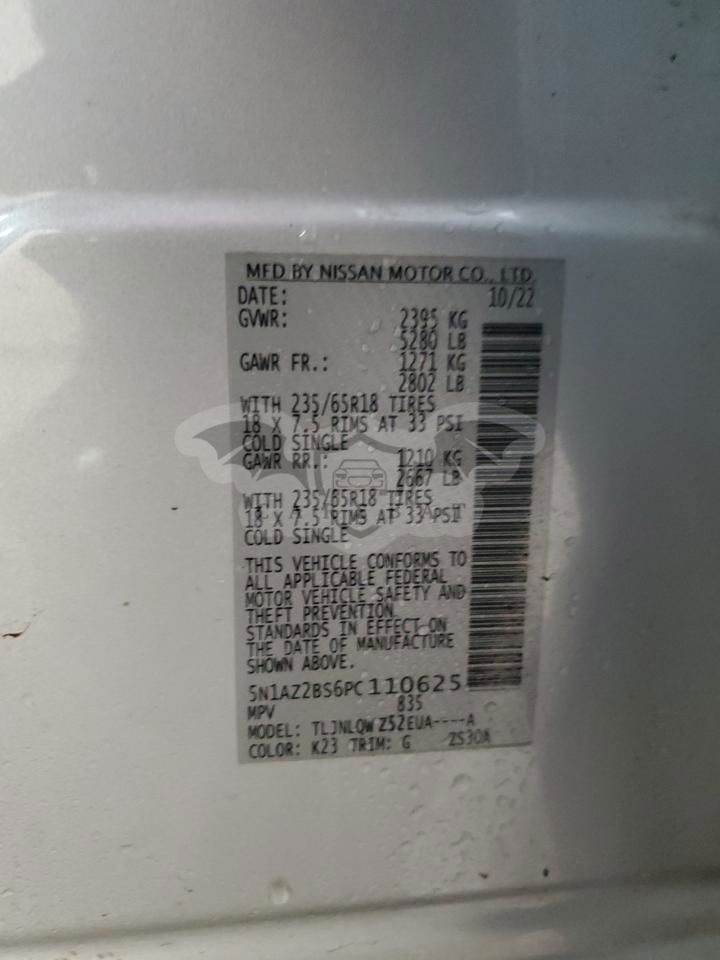 MFD BY NISSAN MOTOR CO., LTD.
DATE: 10/22
GVWR: 2395 KG
5280 LB
GAWR FR.: 1271 KG
2802 LB
WITH 235/65R18 TIRES
18 X 7.5 RIMS AT 33 PSI
COLD SINGLE
GAWR RR.: 1210 KG
2667 LB
WITH 235/65R18 TIRES
18 X 7.5 RIMS AT 33 PSI
COLD SINGLE
THIS VEHICLE CONFORMS TO
ALL APPLICABLE FEDERAL
MOTOR VEHICLE SAFETY AND
THEFT PREVENTION
STANDARDS IN EFFECT ON
THE DATE OF MANUFACTURE
SHOWN ABOVE.
5N1AZ2BS6PC110625
MPV 835
MODEL: TLJNLQW Z52EUA----A
COLOR: K23 TRIM: G ZS30A